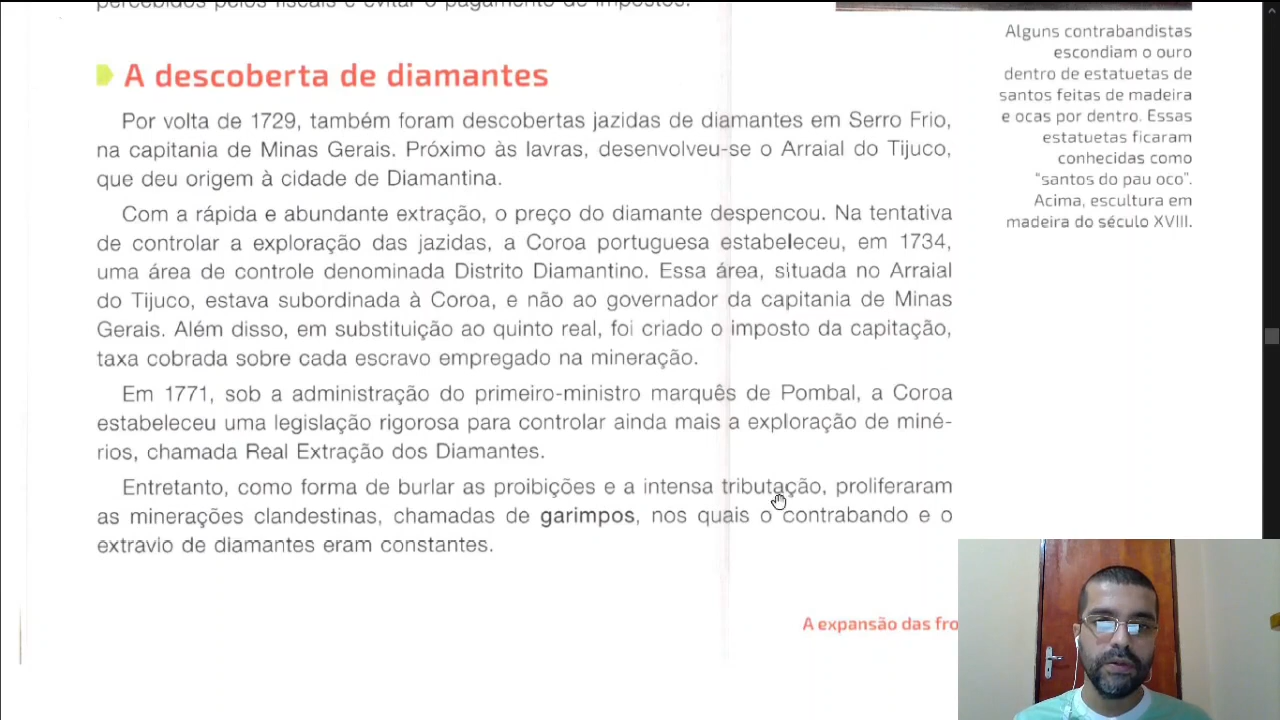 percebidos pelos fiscais e evitar o pagamento de impostos.
A descoberta de diamantes
Por volta de 1729, também foram descobertas jazidas de diamantes em Serro Frio,
na capitania de Minas Gerais. Próximo às lavras, desenvolveu-se o Arraial do Tijuco,
que deu origem à cidade de Diamantina.
Com a rápida e abundante extração, o preço do diamante despencou. Na tentativa
de controlar a exploração das jazidas, a Coroa portuguesa estabeleceu, em 1734,
uma área de controle denominada Distrito Diamantino. Essa área, situada no Arraial
do Tijuco, estava subordinada à Coroa, e não ao governador da capitania de Minas
Gerais. Além disso, em substituição ao quinto real, foi criado o imposto da capitação,
taxa cobrada sobre cada escravo empregado na mineração.
Em 1771, sob a administração do primeiro-ministro marquês de Pombal, a Coroa
estabeleceu uma legislação rigorosa para controlar ainda mais a exploração de miné-
rios, chamada Real Extração dos Diamantes.
Entretanto, como forma de burlar as proibições e a intensa tributação, proliferaram
as minerações clandestinas, chamadas de garimpos, nos quais o contrabando e o
extravio de diamantes eram constantes.
Alguns contrabandistas
escondiam o ouro
dentro de estatuetas de
santos feitas de madeira
e ocas por dentro. Essas
estatuetas ficaram
conhecidas como
"santos do pau oco".
Acima, escultura em
madeira do século XVIII.
A expansão das fro